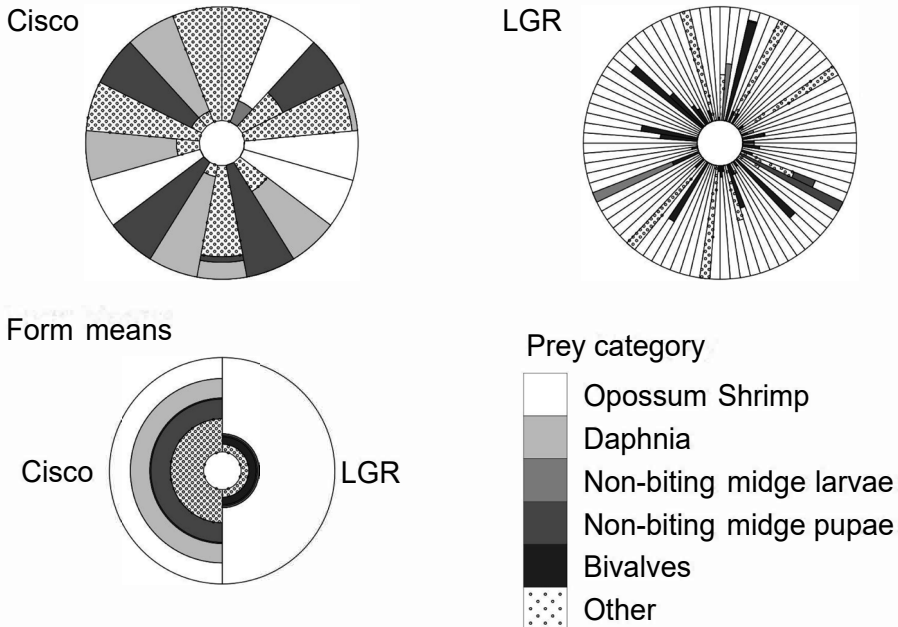 Cisco
LGR
Form means
Cisco
LGR
Prey category
Opossum Shrimp
Daphnia
Non-biting midge larvae
Non-biting midge pupae
Bivalves
Other